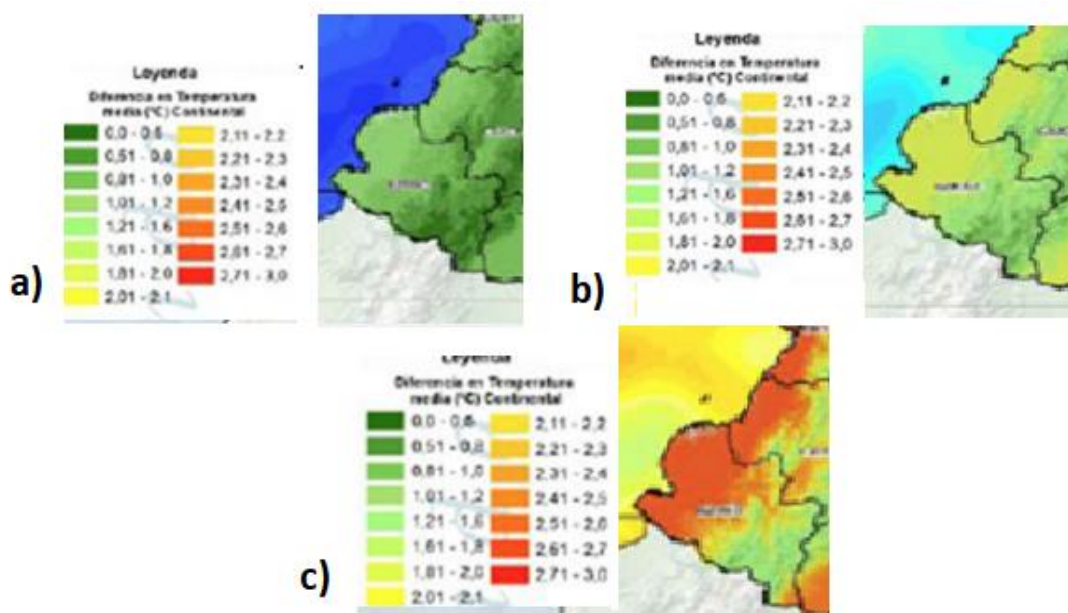 Leyenda
Diferencia en Temperatura
media (°C) Continental
0,0 - 0,6
0,51 - 0,8
0,81 - 1,0
1,01 - 1,2
1,21 - 1,6
1,61 - 1,8
1,81 - 2,0
2,01 - 2,1
2,11 - 2,2
2,21 - 2,3
2,31 - 2,4
2,41 - 2,5
2,51 - 2,6
2,61 - 2,7
2,71 - 3,0
a)
Leyenda
Diferencia en Temperatura
media (°C) Continental
0,0 - 0,6
0,51 - 0,8
0,81 - 1,0
1,01 - 1,2
1,21 - 1,6
1,61 - 1,8
1,81 - 2,0
2,01 - 2,1
2,11 - 2,2
2,21 - 2,3
2,31 - 2,4
2,41 - 2,5
2,51 - 2,6
2,61 - 2,7
2,71 - 3,0
b)
Leyenda
Diferencia en Temperatura
media (°C) Continental
0,0 - 0,6
0,51 - 0,8
0,81 - 1,0
1,01 - 1,2
1,21 - 1,6
1,61 - 1,8
1,81 - 2,0
2,01 - 2,1
2,11 - 2,2
2,21 - 2,3
2,31 - 2,4
2,41 - 2,5
2,51 - 2,6
2,61 - 2,7
2,71 - 3,0
c)